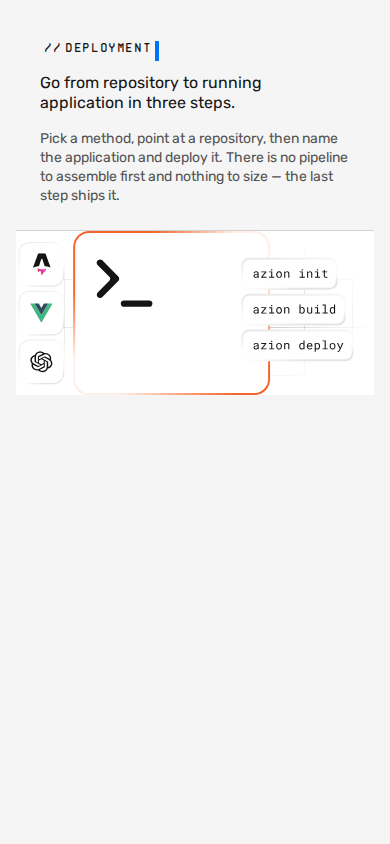 // DEPLOYMENT
Go from repository to running
application in three steps.
Pick a method, point at a repository, then name
the application and deploy it. There is no pipeline
to assemble first and nothing to size — the last
step ships it.
azion init
azion build
azion deploy